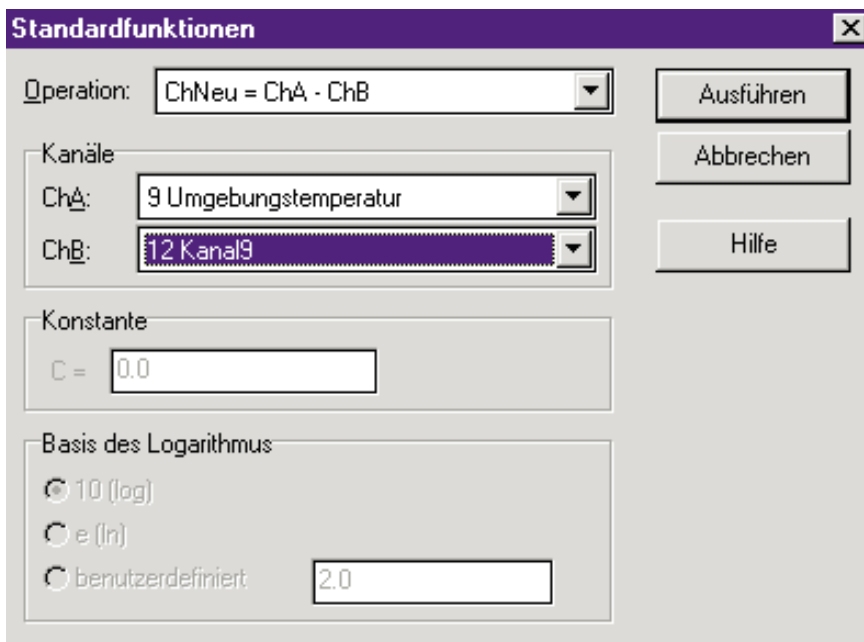 Standardfunktionen
Operation: ChNeu = ChA - ChB
Ausführen
Kanäle
Abbrechen
ChA: 9 Umgebungstemperatur
ChB: 12 Kanal9
Hilfe
Konstante
C = 0.0
Basis des Logarithmus
10 (log)
e (ln)
benutzerdefiniert 2.0